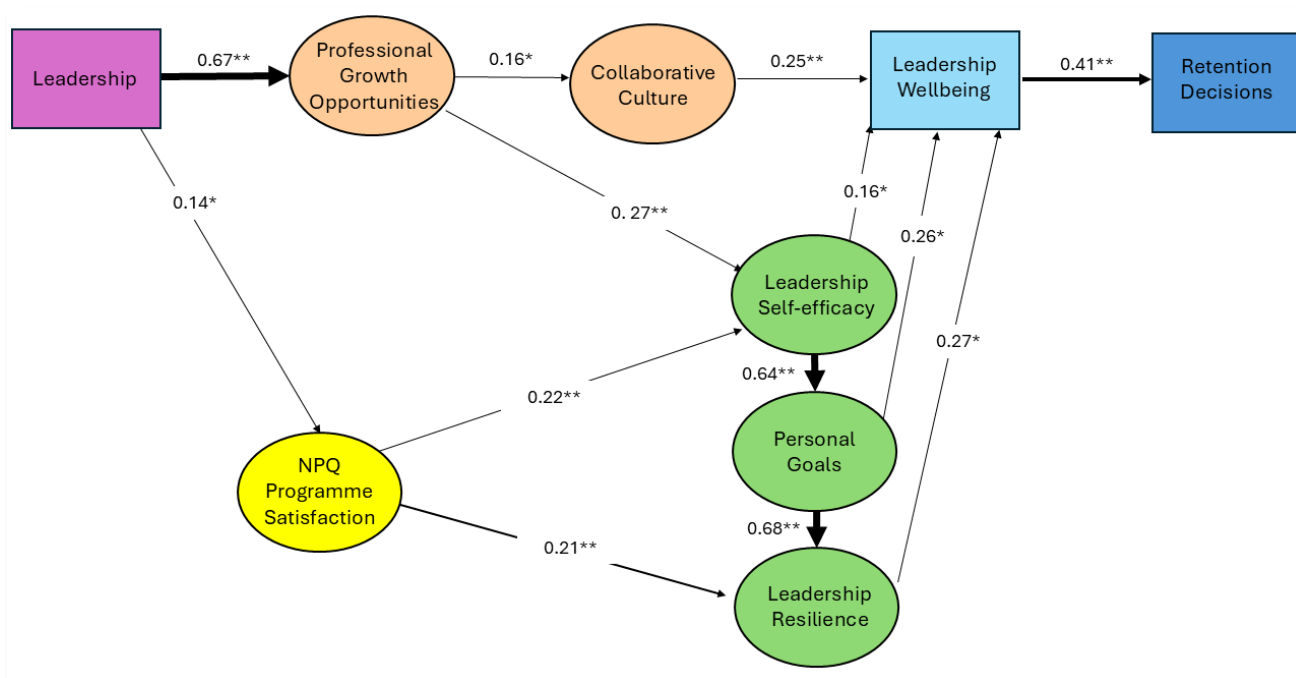 Leadership
0.67**
Professional
Growth
Opportunities
0.16*
Collaborative
Culture
0.25**
Leadership
Wellbeing
0.41**
Retention
Decisions
0.14*
0. 27**
0.16*
0.26*
Leadership
Self-efficacy
0.27*
0.64**
0.22**
Personal
Goals
NPQ
Programme
Satisfaction
0.68**
0.21**
Leadership
Resilience